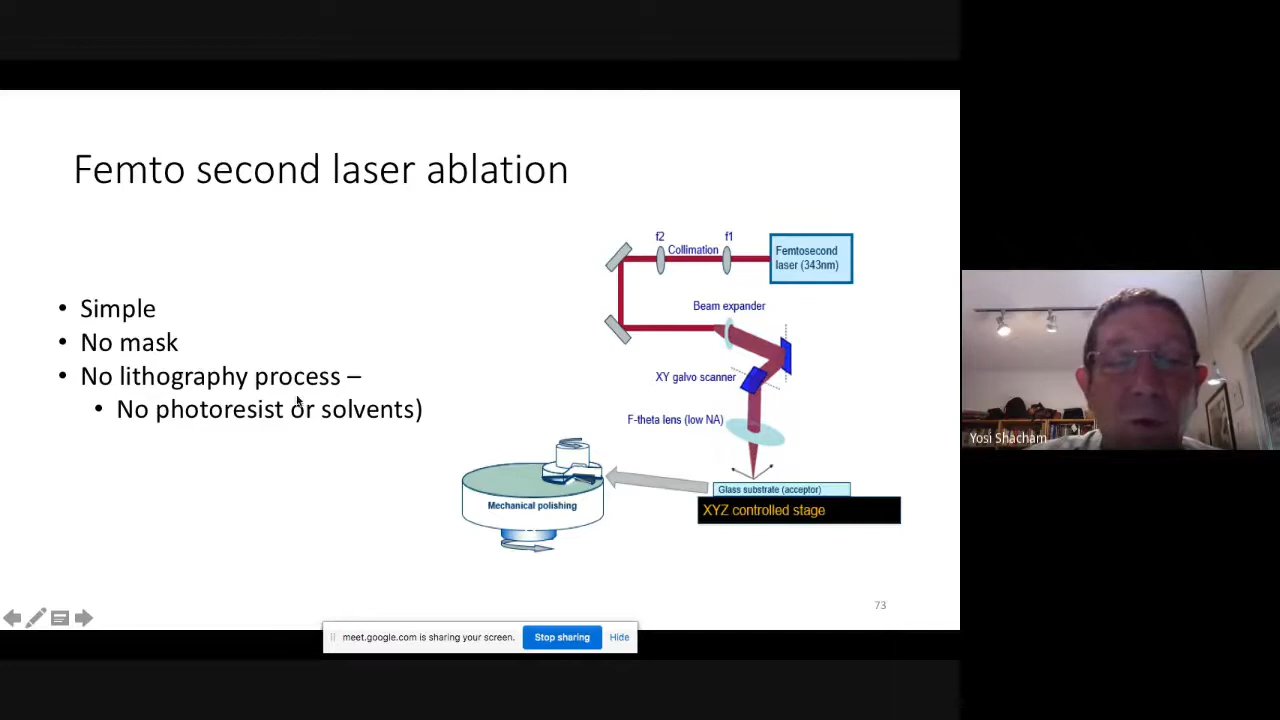 Femto second laser ablation
• Simple
• No mask
• No lithography process –
• No photoresist or solvents)
f2
f1
Collimation
Femtosecond
laser (343nm)
Beam expander
XY galvo scanner
F-theta lens (low NA)
Glass substrate (acceptor)
XYZ controlled stage
Mechanical polishing
73
meet.google.com is sharing your screen.
Stop sharing
Hide
Yosi Shacham